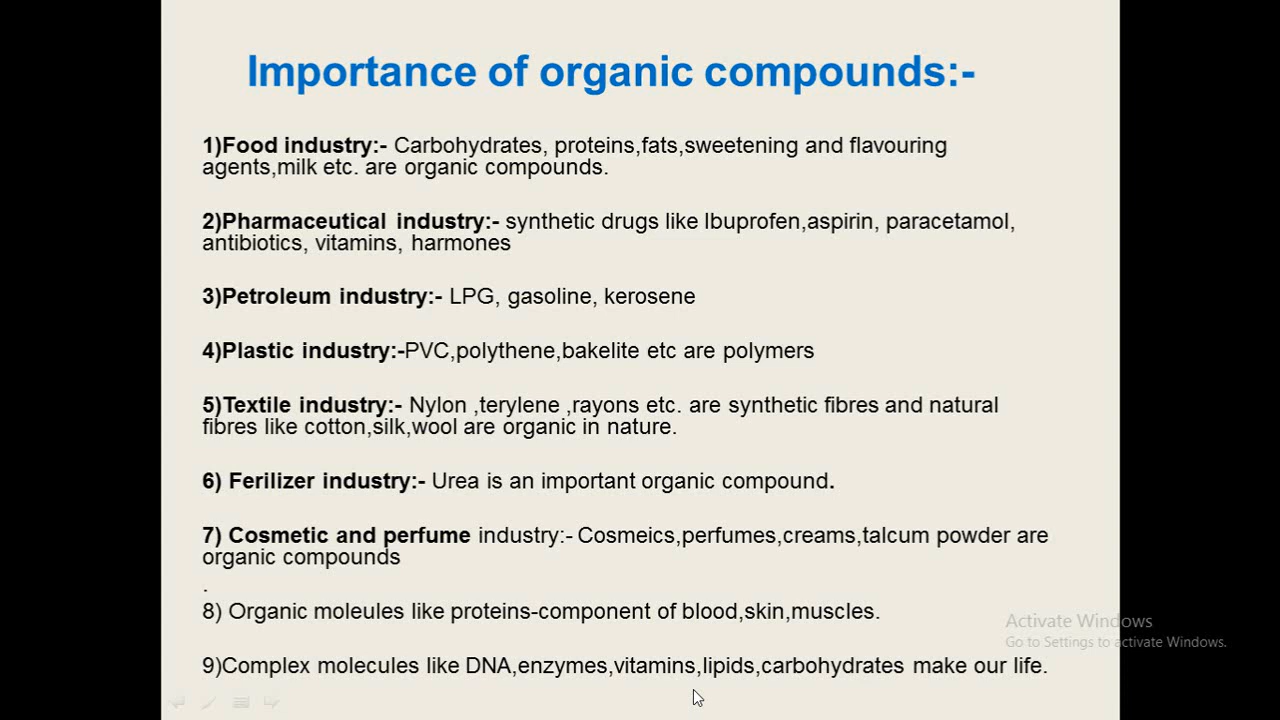 Importance of organic compounds:-
1)Food industry:- Carbohydrates, proteins,fats,sweetening and flavouring
agents,milk etc. are organic compounds.
2)Pharmaceutical industry:- synthetic drugs like Ibuprofen,aspirin, paracetamol,
antibiotics, vitamins, harmones
3)Petroleum industry:- LPG, gasoline, kerosene
4)Plastic industry:-PVC,polythene,bakelite etc are polymers
5)Textile industry:- Nylon ,terylene ,rayons etc. are synthetic fibres and natural
fibres like cotton,silk,wool are organic in nature.
6) Ferilizer industry:- Urea is an important organic compound.
7) Cosmetic and perfume industry:- Cosmeics,perfumes,creams,talcum powder are
organic compounds
.
8) Organic moleules like proteins-component of blood,skin,muscles.
9)Complex molecules like DNA,enzymes,vitamins,lipids,carbohydrates make our life.
Activate Windows
Go to Settings to activate Windows.